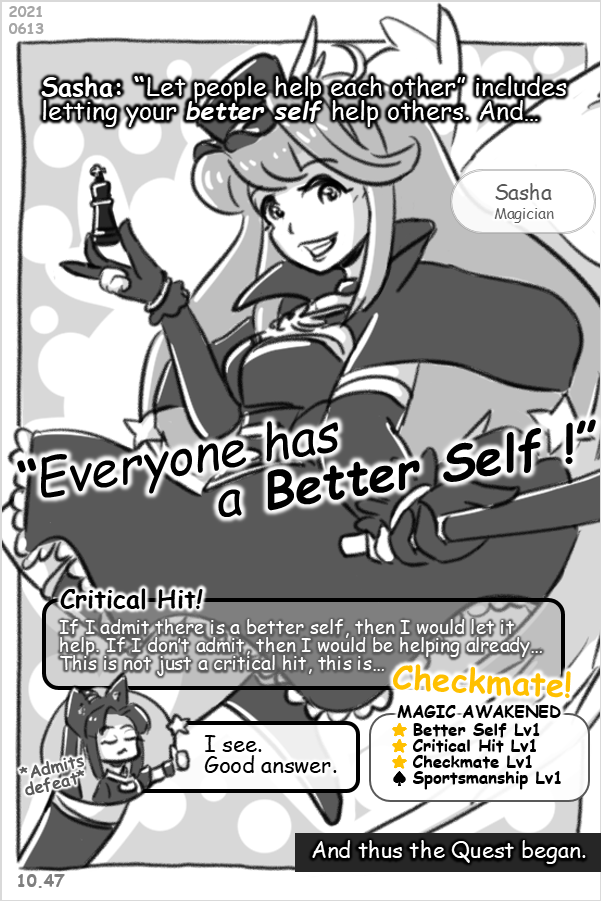 2021
0613
Sasha: “Let people help each other” includes
letting your better self help others. And...
Sasha
Magician
“Everyone has
a Better Self!”
Critical Hit!
If I admit there is a better self, then I would let it
help. If I don't admit, then I would be helping already...
This is not just a critical hit, this is...
Checkmate!
MAGIC AWAKENED
★ Better Self Lv1
★ Critical Hit Lv1
★ Checkmate Lv1
♠ Sportsmanship Lv1
*Admits
defeat*
I see.
Good answer.
And thus the Quest began.
10.47